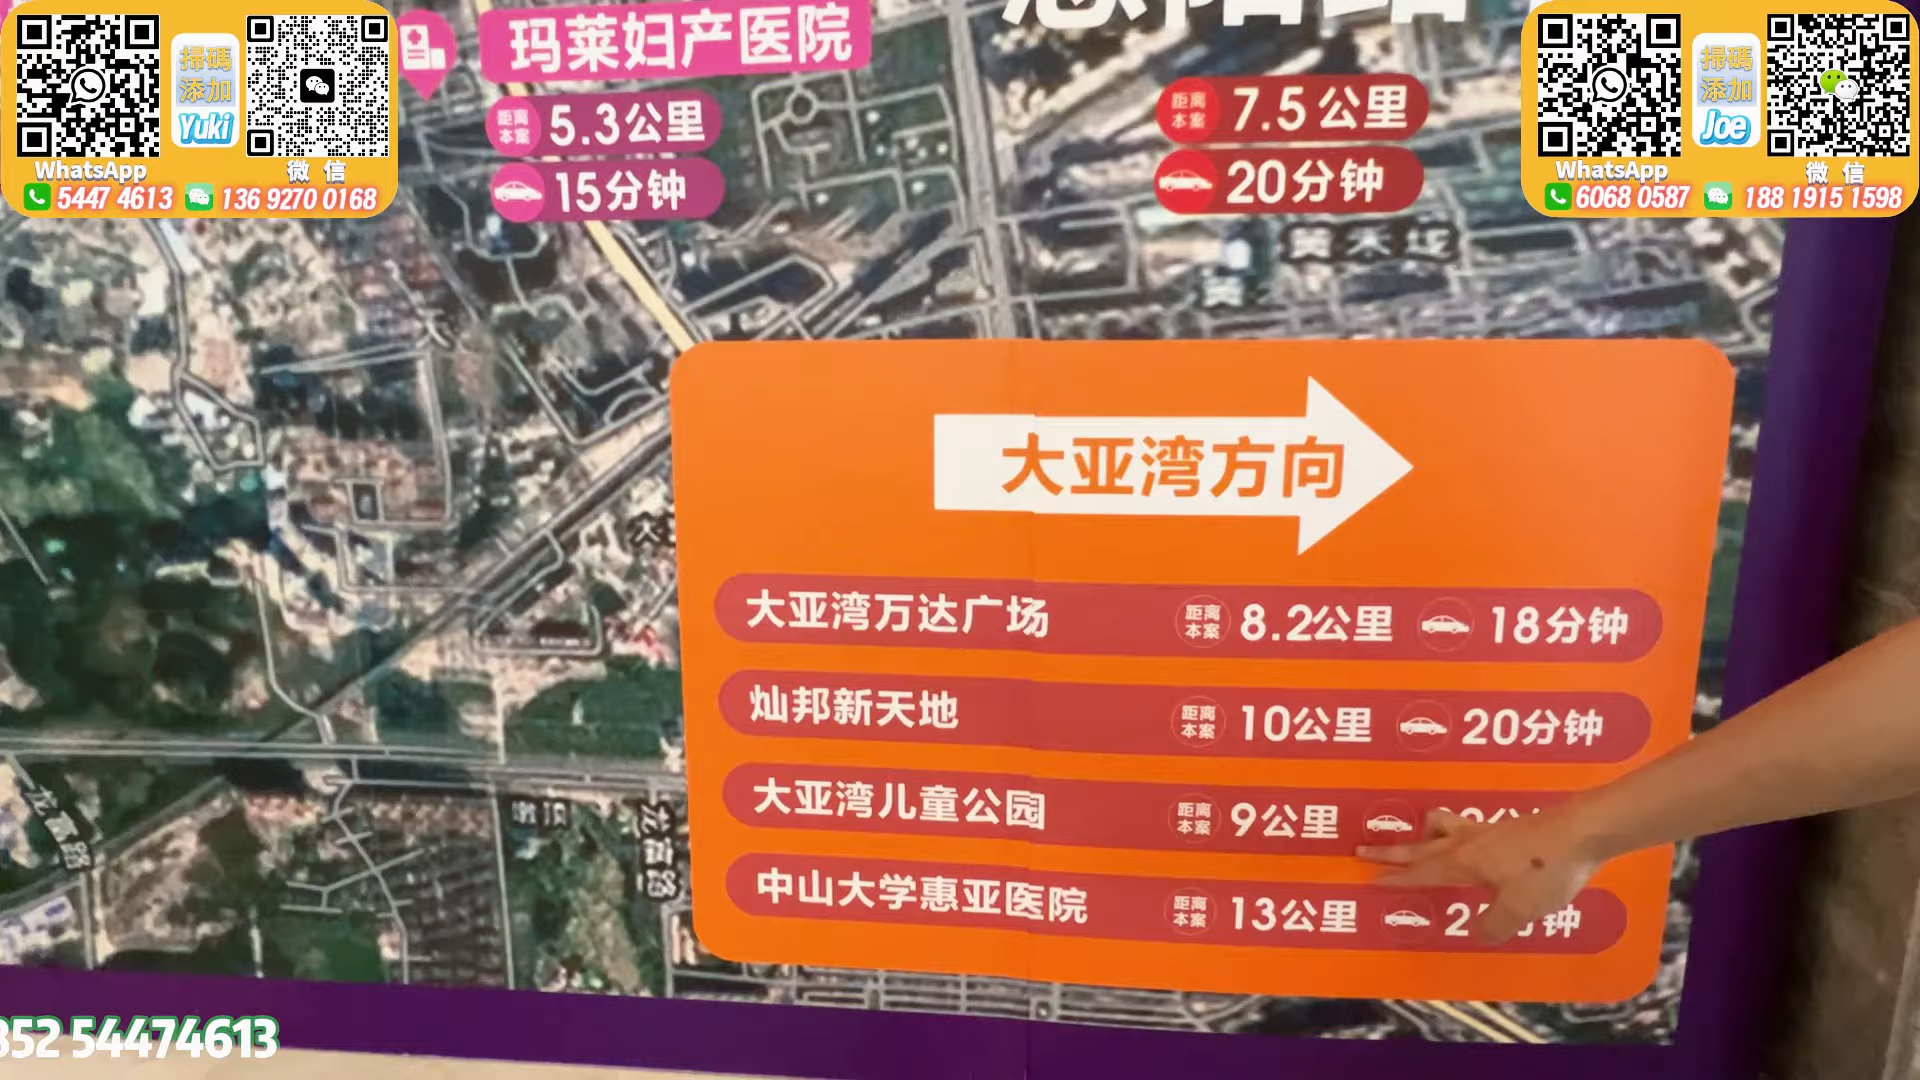 玛莱妇产医院
距离本案 5.3公里
15分钟
距离本案 7.5公里
20分钟
掃碼添加 Yuki
WhatsApp 微信
5447 4613 136 9270 0168
掃碼添加 Joe
WhatsApp 微信
6068 0587 188 1915 1598
大亚湾方向
大亚湾万达广场 距离本案 8.2公里 18分钟
灿邦新天地 距离本案 10公里 20分钟
大亚湾儿童公园 距离本案 9公里
中山大学惠亚医院 距离本案 13公里
852 54474613